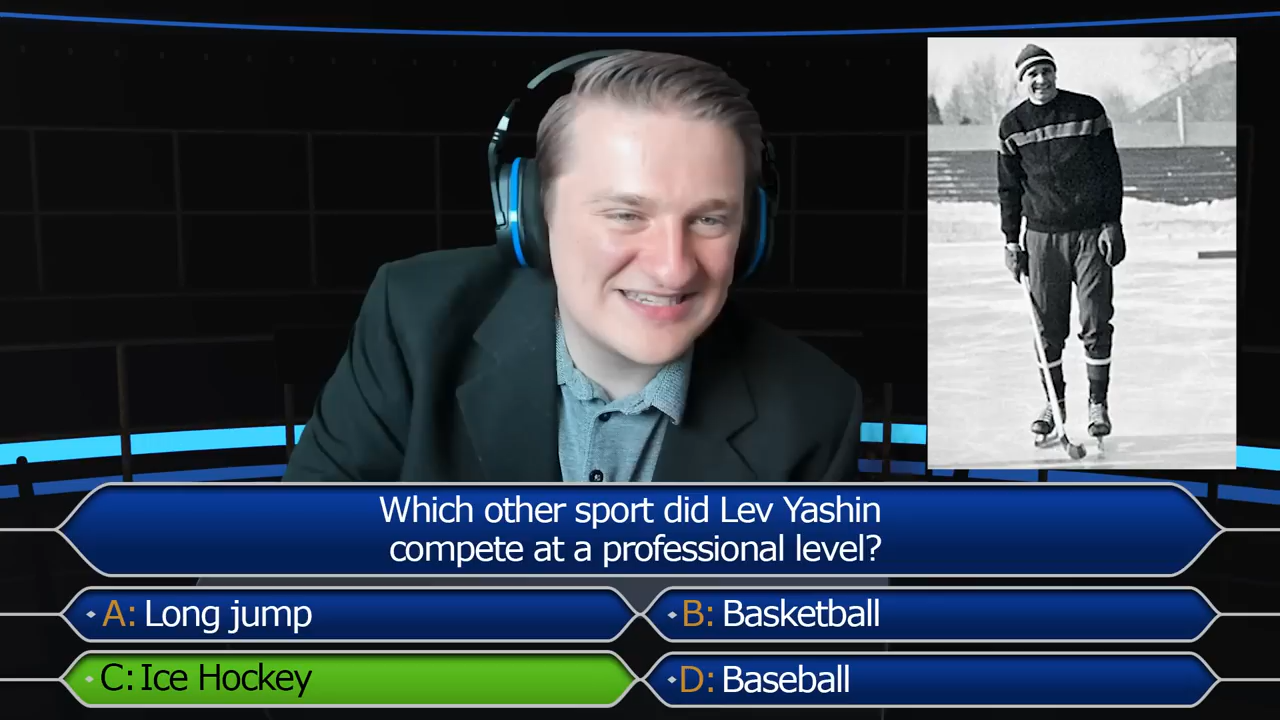 Which other sport did Lev Yashin
compete at a professional level?
A: Long jump
B: Basketball
C: Ice Hockey
D: Baseball